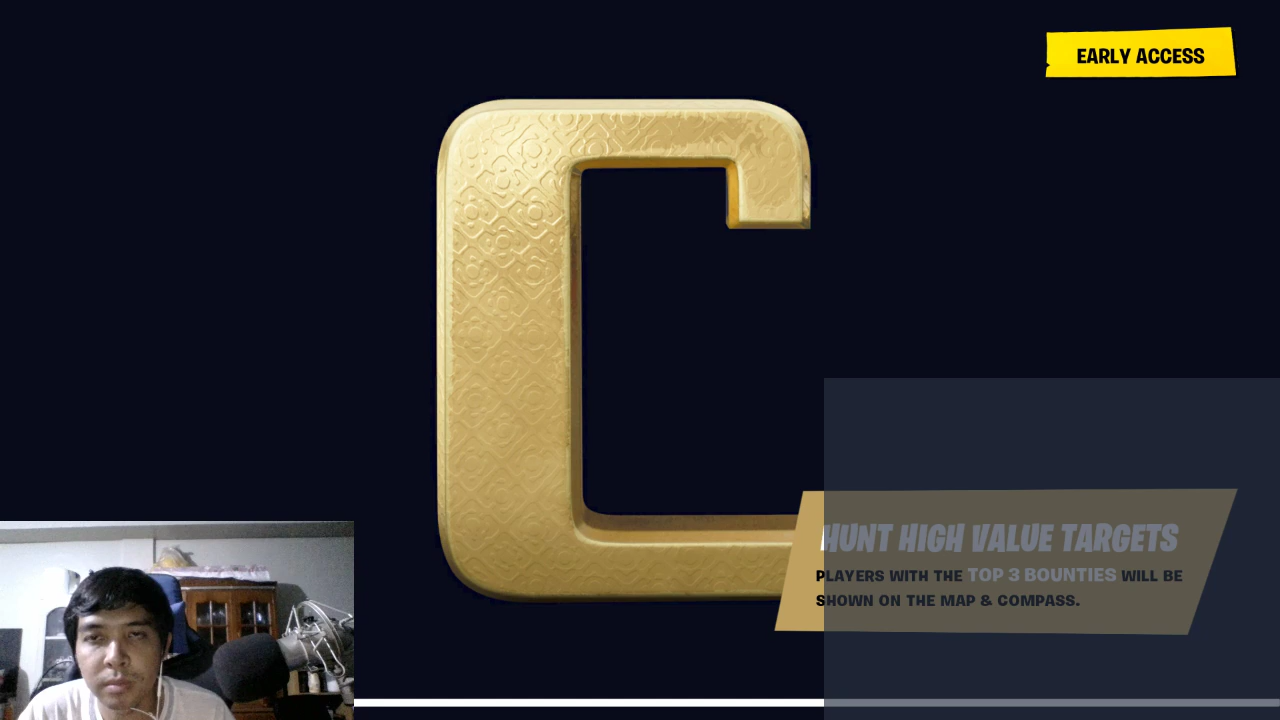 EARLY ACCESS
C
HUNT HIGH VALUE TARGETS
PLAYERS WITH THE TOP 3 BOUNTIES WILL BE
SHOWN ON THE MAP & COMPASS.